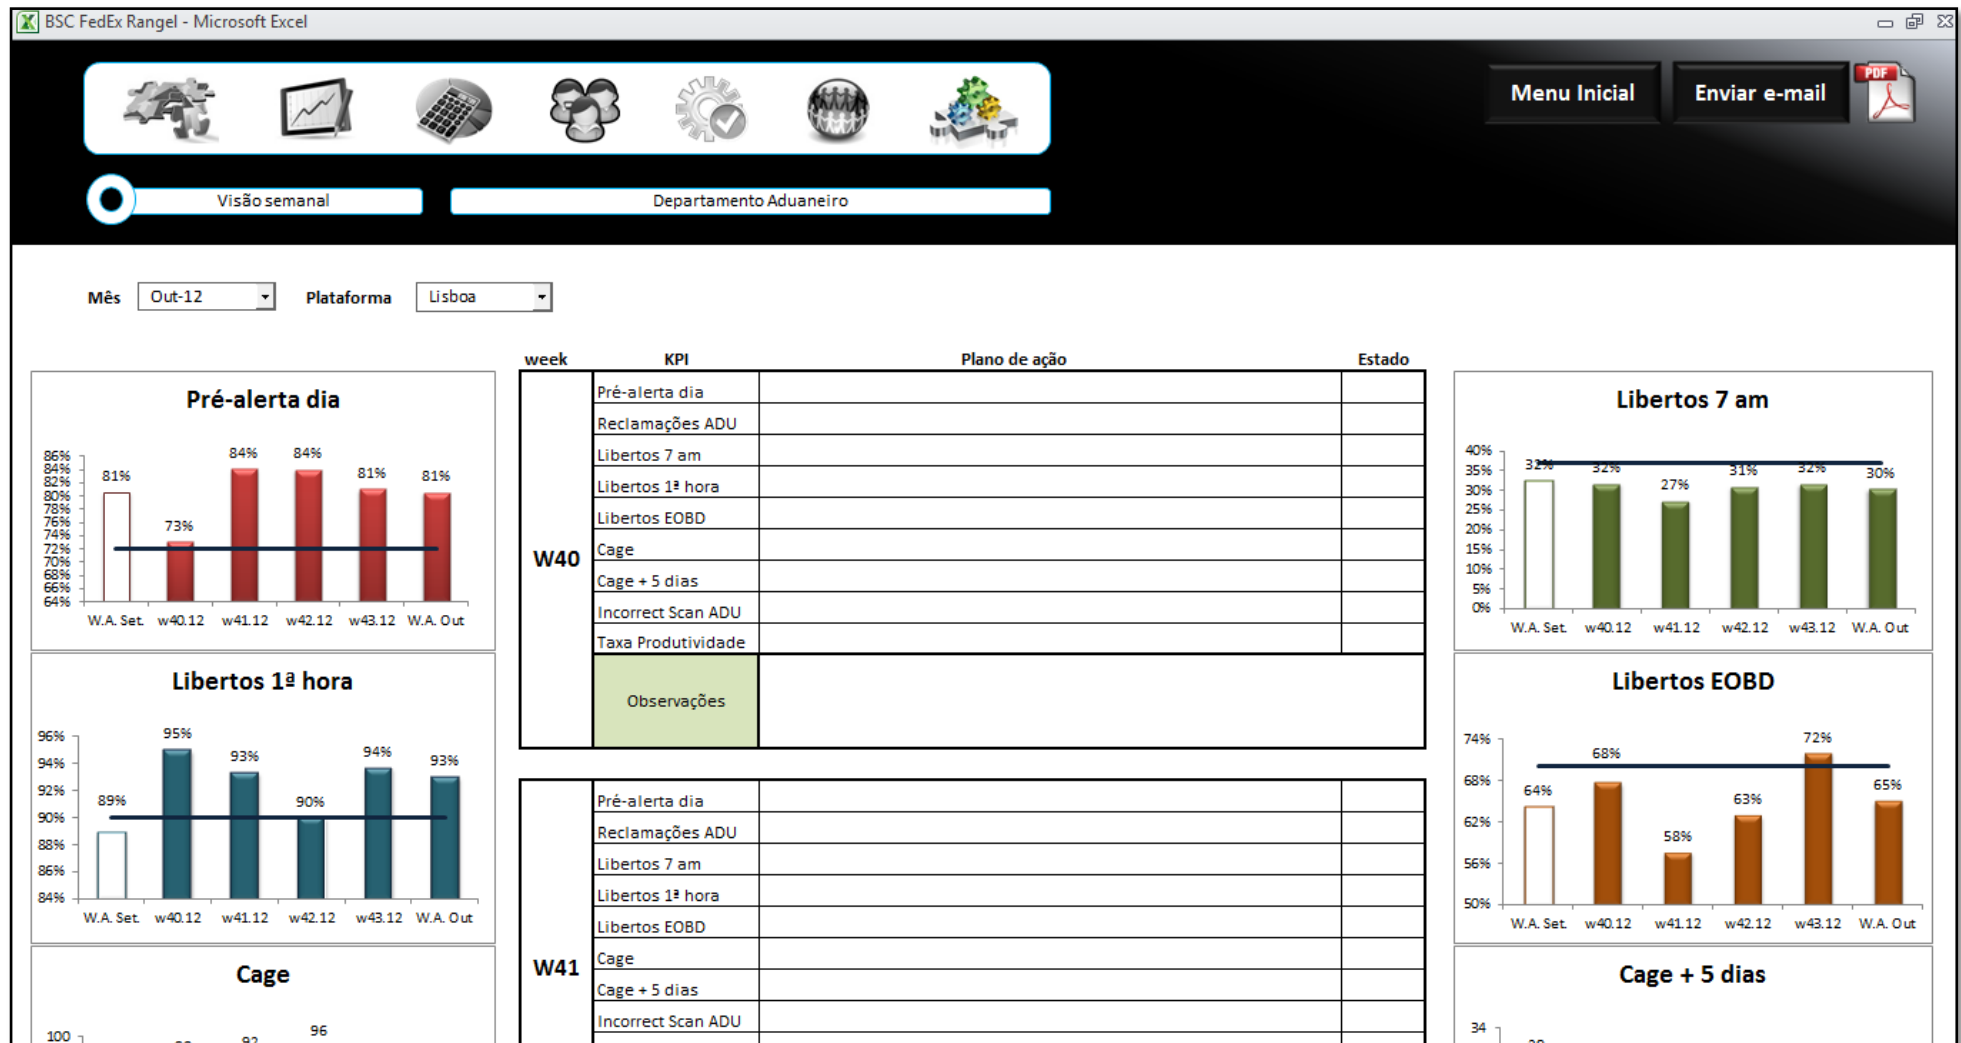 BSC FedEx Rangel - Microsoft Excel
Menu Inicial
Enviar e-mail
PDF
Visão semanal
Departamento Aduaneiro
Mês
Out-12
Plataforma
Lisboa
Pré-alerta dia
86%
84%
82%
80%
78%
76%
74%
72%
70%
68%
66%
64%
81%
73%
84%
84%
81%
81%
W.A. Set.
w40.12
w41.12
w42.12
w43.12
W.A. Out
Libertos 1ª hora
96%
94%
92%
90%
88%
86%
84%
89%
95%
93%
90%
94%
93%
W.A. Set.
w40.12
w41.12
w42.12
w43.12
W.A. Out
Cage
100
96
week
KPI
Plano de ação
Estado
W40
Pré-alerta dia
Reclamações ADU
Libertos 7 am
Libertos 1ª hora
Libertos EOBD
Cage
Cage + 5 dias
Incorrect Scan ADU
Taxa Produtividade
Observações
W41
Pré-alerta dia
Reclamações ADU
Libertos 7 am
Libertos 1ª hora
Libertos EOBD
Cage
Cage + 5 dias
Incorrect Scan ADU
Libertos 7 am
40%
35%
30%
25%
20%
15%
10%
5%
0%
32%
32%
27%
31%
32%
30%
W.A. Set.
w40.12
w41.12
w42.12
w43.12
W.A. Out
Libertos EOBD
74%
68%
62%
56%
50%
64%
68%
58%
63%
72%
65%
W.A. Set.
w40.12
w41.12
w42.12
w43.12
W.A. Out
Cage + 5 dias
34